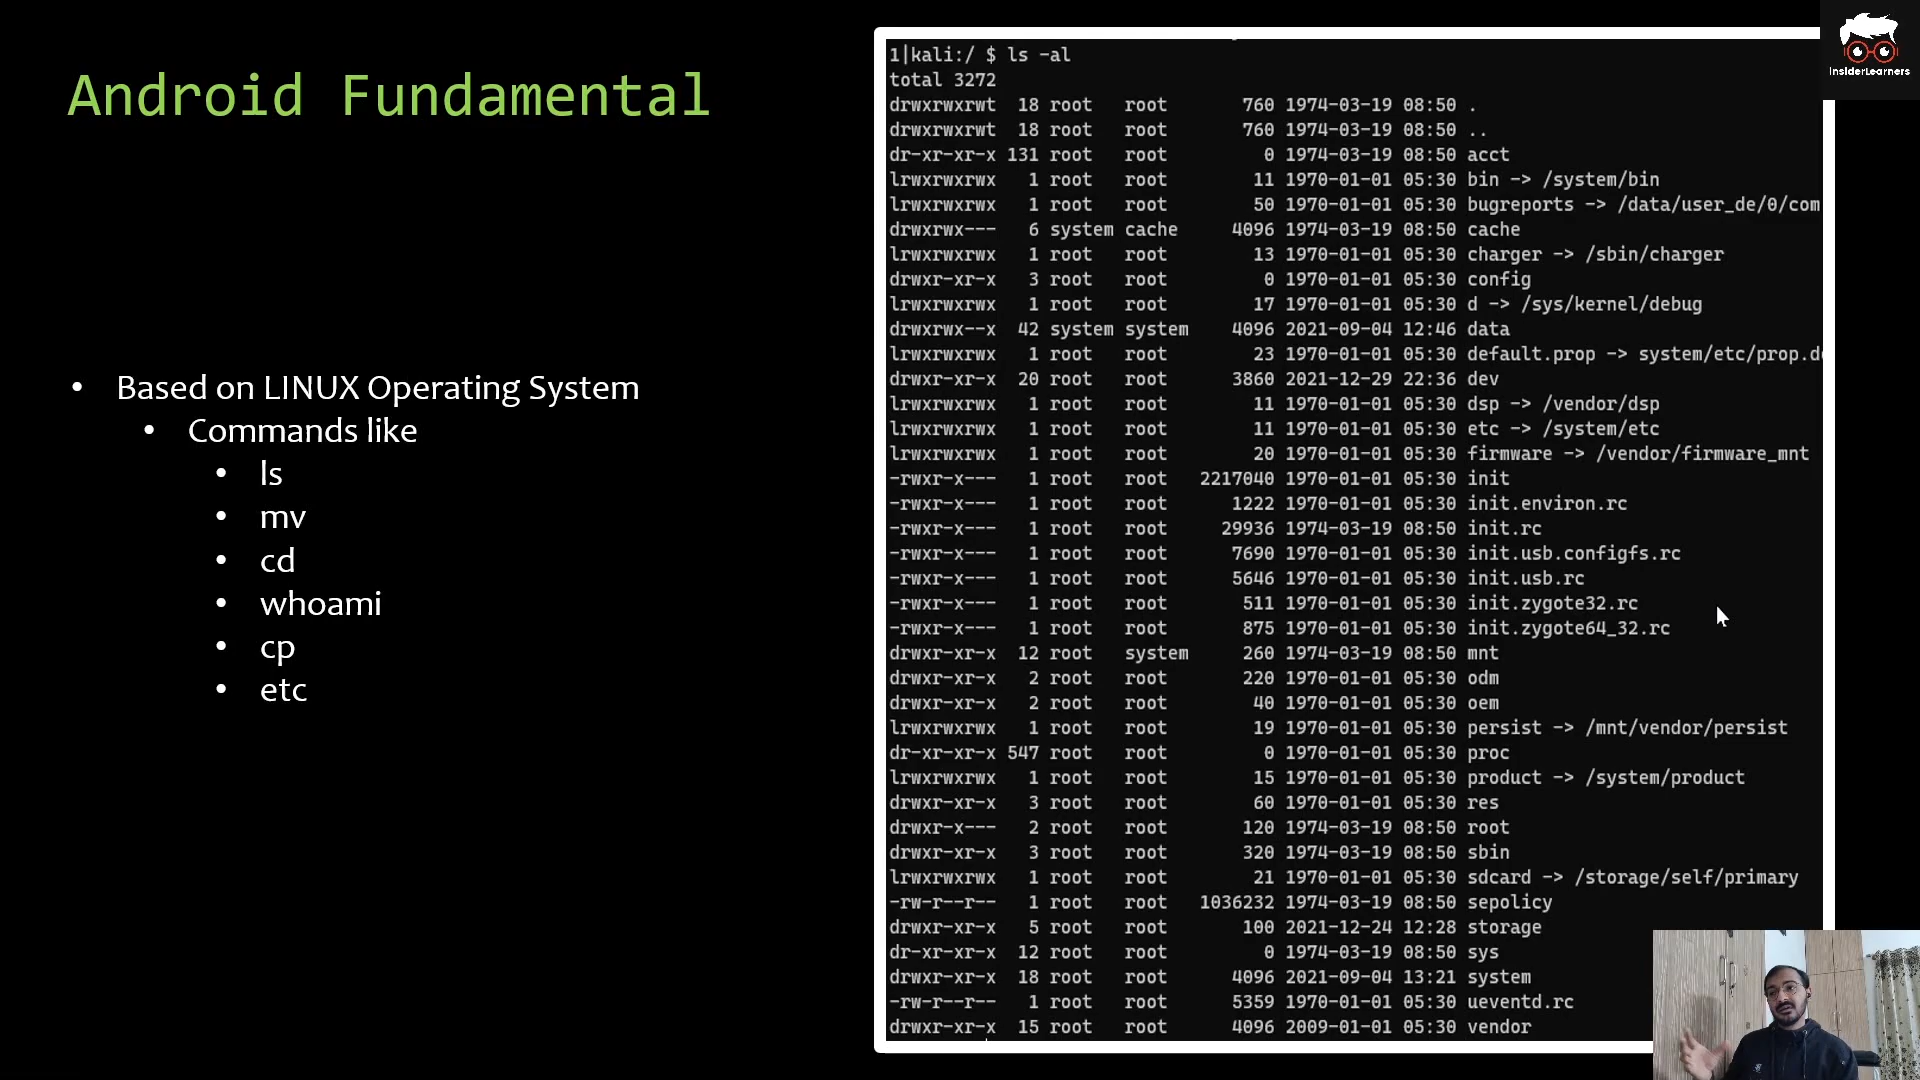 Android Fundamental
• Based on LINUX Operating System
• Commands like
• ls
• mv
• cd
• whoami
• cp
• etc
1|kali:/ $ ls -al
total 3272
drwxrwxrwt 18 root root 760 1974-03-19 08:50 .
drwxrwxrwt 18 root root 760 1974-03-19 08:50 ..
dr-xr-xr-x 131 root root 0 1974-03-19 08:50 acct
lrwxrwxrwx 1 root root 11 1970-01-01 05:30 bin -> /system/bin
lrwxrwxrwx 1 root root 50 1970-01-01 05:30 bugreports -> /data/user_de/0/com
drwxrwx--- 6 system cache 4096 1974-03-19 08:50 cache
lrwxrwxrwx 1 root root 13 1970-01-01 05:30 charger -> /sbin/charger
drwxr-xr-x 3 root root 0 1970-01-01 05:30 config
lrwxrwxrwx 1 root root 17 1970-01-01 05:30 d -> /sys/kernel/debug
drwxrwx--x 42 system system 4096 2021-09-04 12:46 data
lrwxrwxrwx 1 root root 23 1970-01-01 05:30 default.prop -> system/etc/prop.d
drwxr-xr-x 20 root root 3860 2021-12-29 22:36 dev
lrwxrwxrwx 1 root root 11 1970-01-01 05:30 dsp -> /vendor/dsp
lrwxrwxrwx 1 root root 11 1970-01-01 05:30 etc -> /system/etc
lrwxrwxrwx 1 root root 20 1970-01-01 05:30 firmware -> /vendor/firmware_mnt
-rwxr-x--- 1 root root 2217040 1970-01-01 05:30 init
-rwxr-x--- 1 root root 1222 1970-01-01 05:30 init.environ.rc
-rwxr-x--- 1 root root 29936 1974-03-19 08:50 init.rc
-rwxr-x--- 1 root root 7690 1970-01-01 05:30 init.usb.configfs.rc
-rwxr-x--- 1 root root 5646 1970-01-01 05:30 init.usb.rc
-rwxr-x--- 1 root root 511 1970-01-01 05:30 init.zygote32.rc
-rwxr-x--- 1 root root 875 1970-01-01 05:30 init.zygote64_32.rc
drwxr-xr-x 12 root system 260 1974-03-19 08:50 mnt
drwxr-xr-x 2 root root 220 1970-01-01 05:30 odm
drwxr-xr-x 2 root root 40 1970-01-01 05:30 oem
lrwxrwxrwx 1 root root 19 1970-01-01 05:30 persist -> /mnt/vendor/persist
dr-xr-xr-x 547 root root 0 1970-01-01 05:30 proc
lrwxrwxrwx 1 root root 15 1970-01-01 05:30 product -> /system/product
drwxr-xr-x 3 root root 60 1970-01-01 05:30 res
drwxr-x--- 2 root root 120 1974-03-19 08:50 root
drwxr-xr-x 3 root root 320 1974-03-19 08:50 sbin
lrwxrwxrwx 1 root root 21 1970-01-01 05:30 sdcard -> /storage/self/primary
-rw-r--r-- 1 root root 1036232 1974-03-19 08:50 sepolicy
drwxr-xr-x 5 root root 100 2021-12-24 12:28 storage
dr-xr-xr-x 12 root root 0 1974-03-19 08:50 sys
drwxr-xr-x 18 root root 4096 2021-09-04 13:21 system
-rw-r--r-- 1 root root 5359 1970-01-01 05:30 ueventd.rc
drwxr-xr-x 15 root root 4096 2009-01-01 05:30 vendor
InsiderLearners